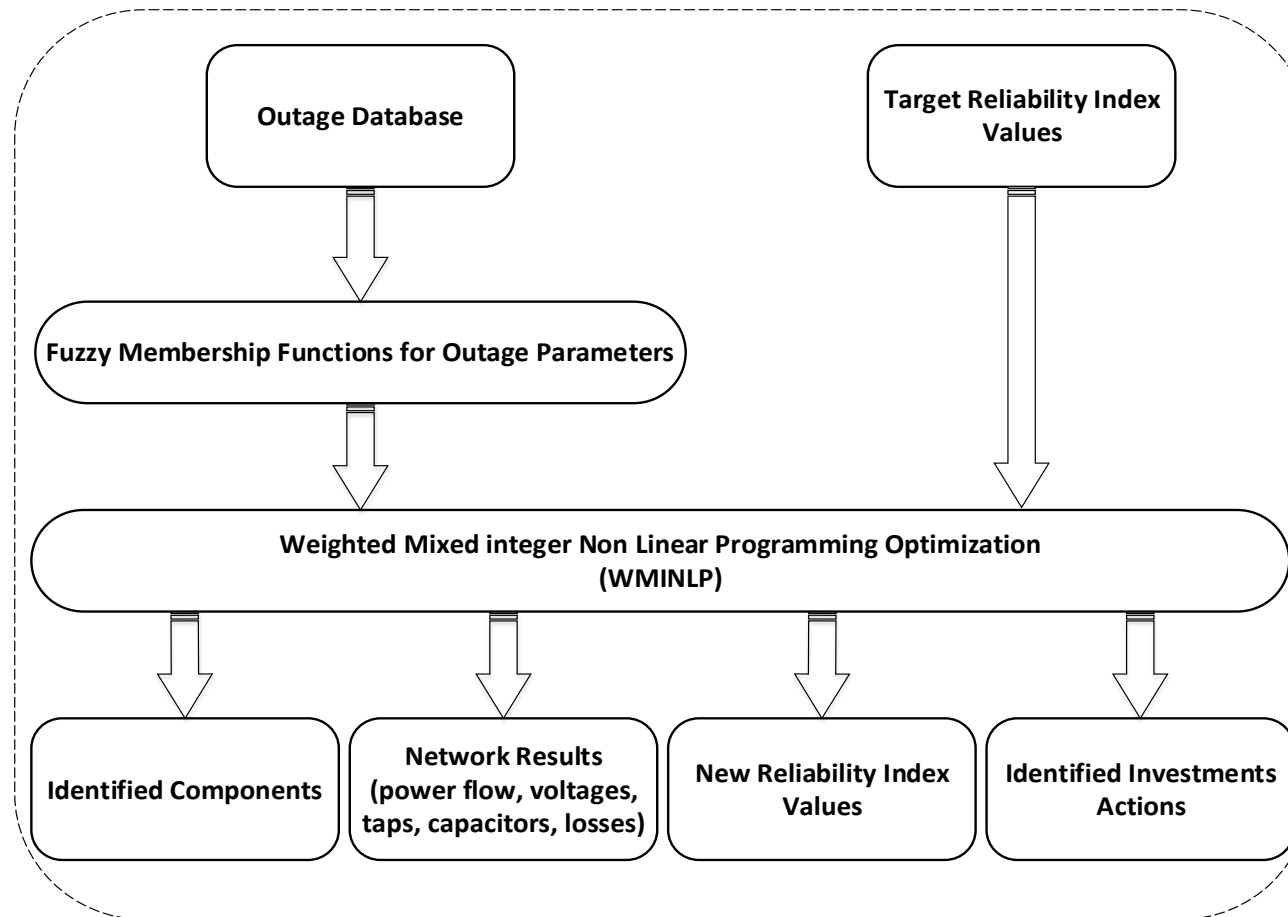 Outage Database
Target Reliability Index
Values
Fuzzy Membership Functions for Outage Parameters
Weighted Mixed integer Non Linear Programming Optimization
(WMINLP)
Identified Components
Network Results
(power flow, voltages,
taps, capacitors, losses)
New Reliability Index
Values
Identified Investments
Actions